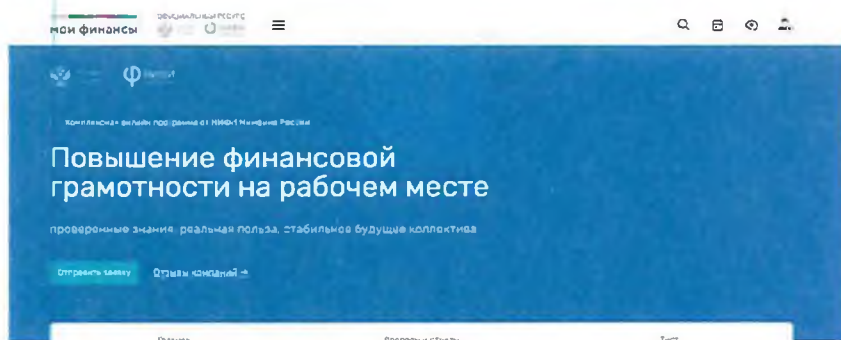 мои финансы
ОФИЦИАЛЬНЫЙ РЕСУРС
Комплексная онлайн программа от НИФИ Минфина России
Повышение финансовой
грамотности на рабочем месте
проверенные знания, реальная польза, стабильное будущее коллектива
Отправить заявку
Отзывы компаний →